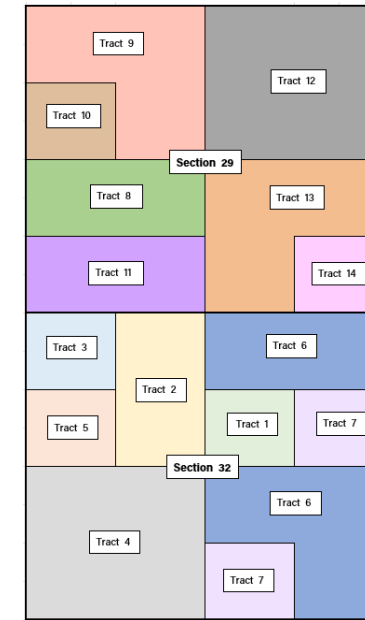 Tract 9
Tract 12
Tract 10
Section 29
Tract 8
Tract 13
Tract 11
Tract 14
Tract 3
Tract 6
Tract 2
Tract 5
Tract 1
Tract 7
Section 32
Tract 6
Tract 4
Tract 7